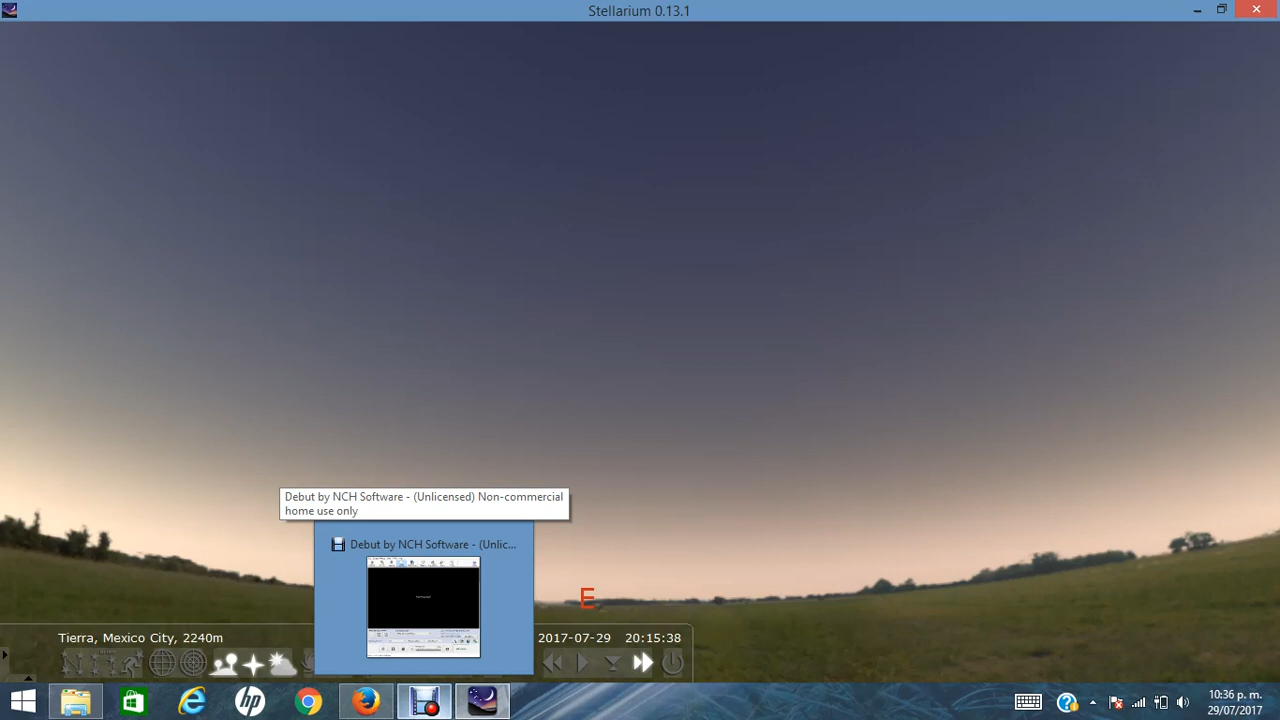 Stellarium 0.13.1
Debut by NCH Software - (Unlicensed) Non-commercial
home use only
Debut by NCH Software - (Unlic...
E
Tierra, Mexico City, 2240m
2017-07-29 20:15:38
10:36 p. m.
29/07/2017